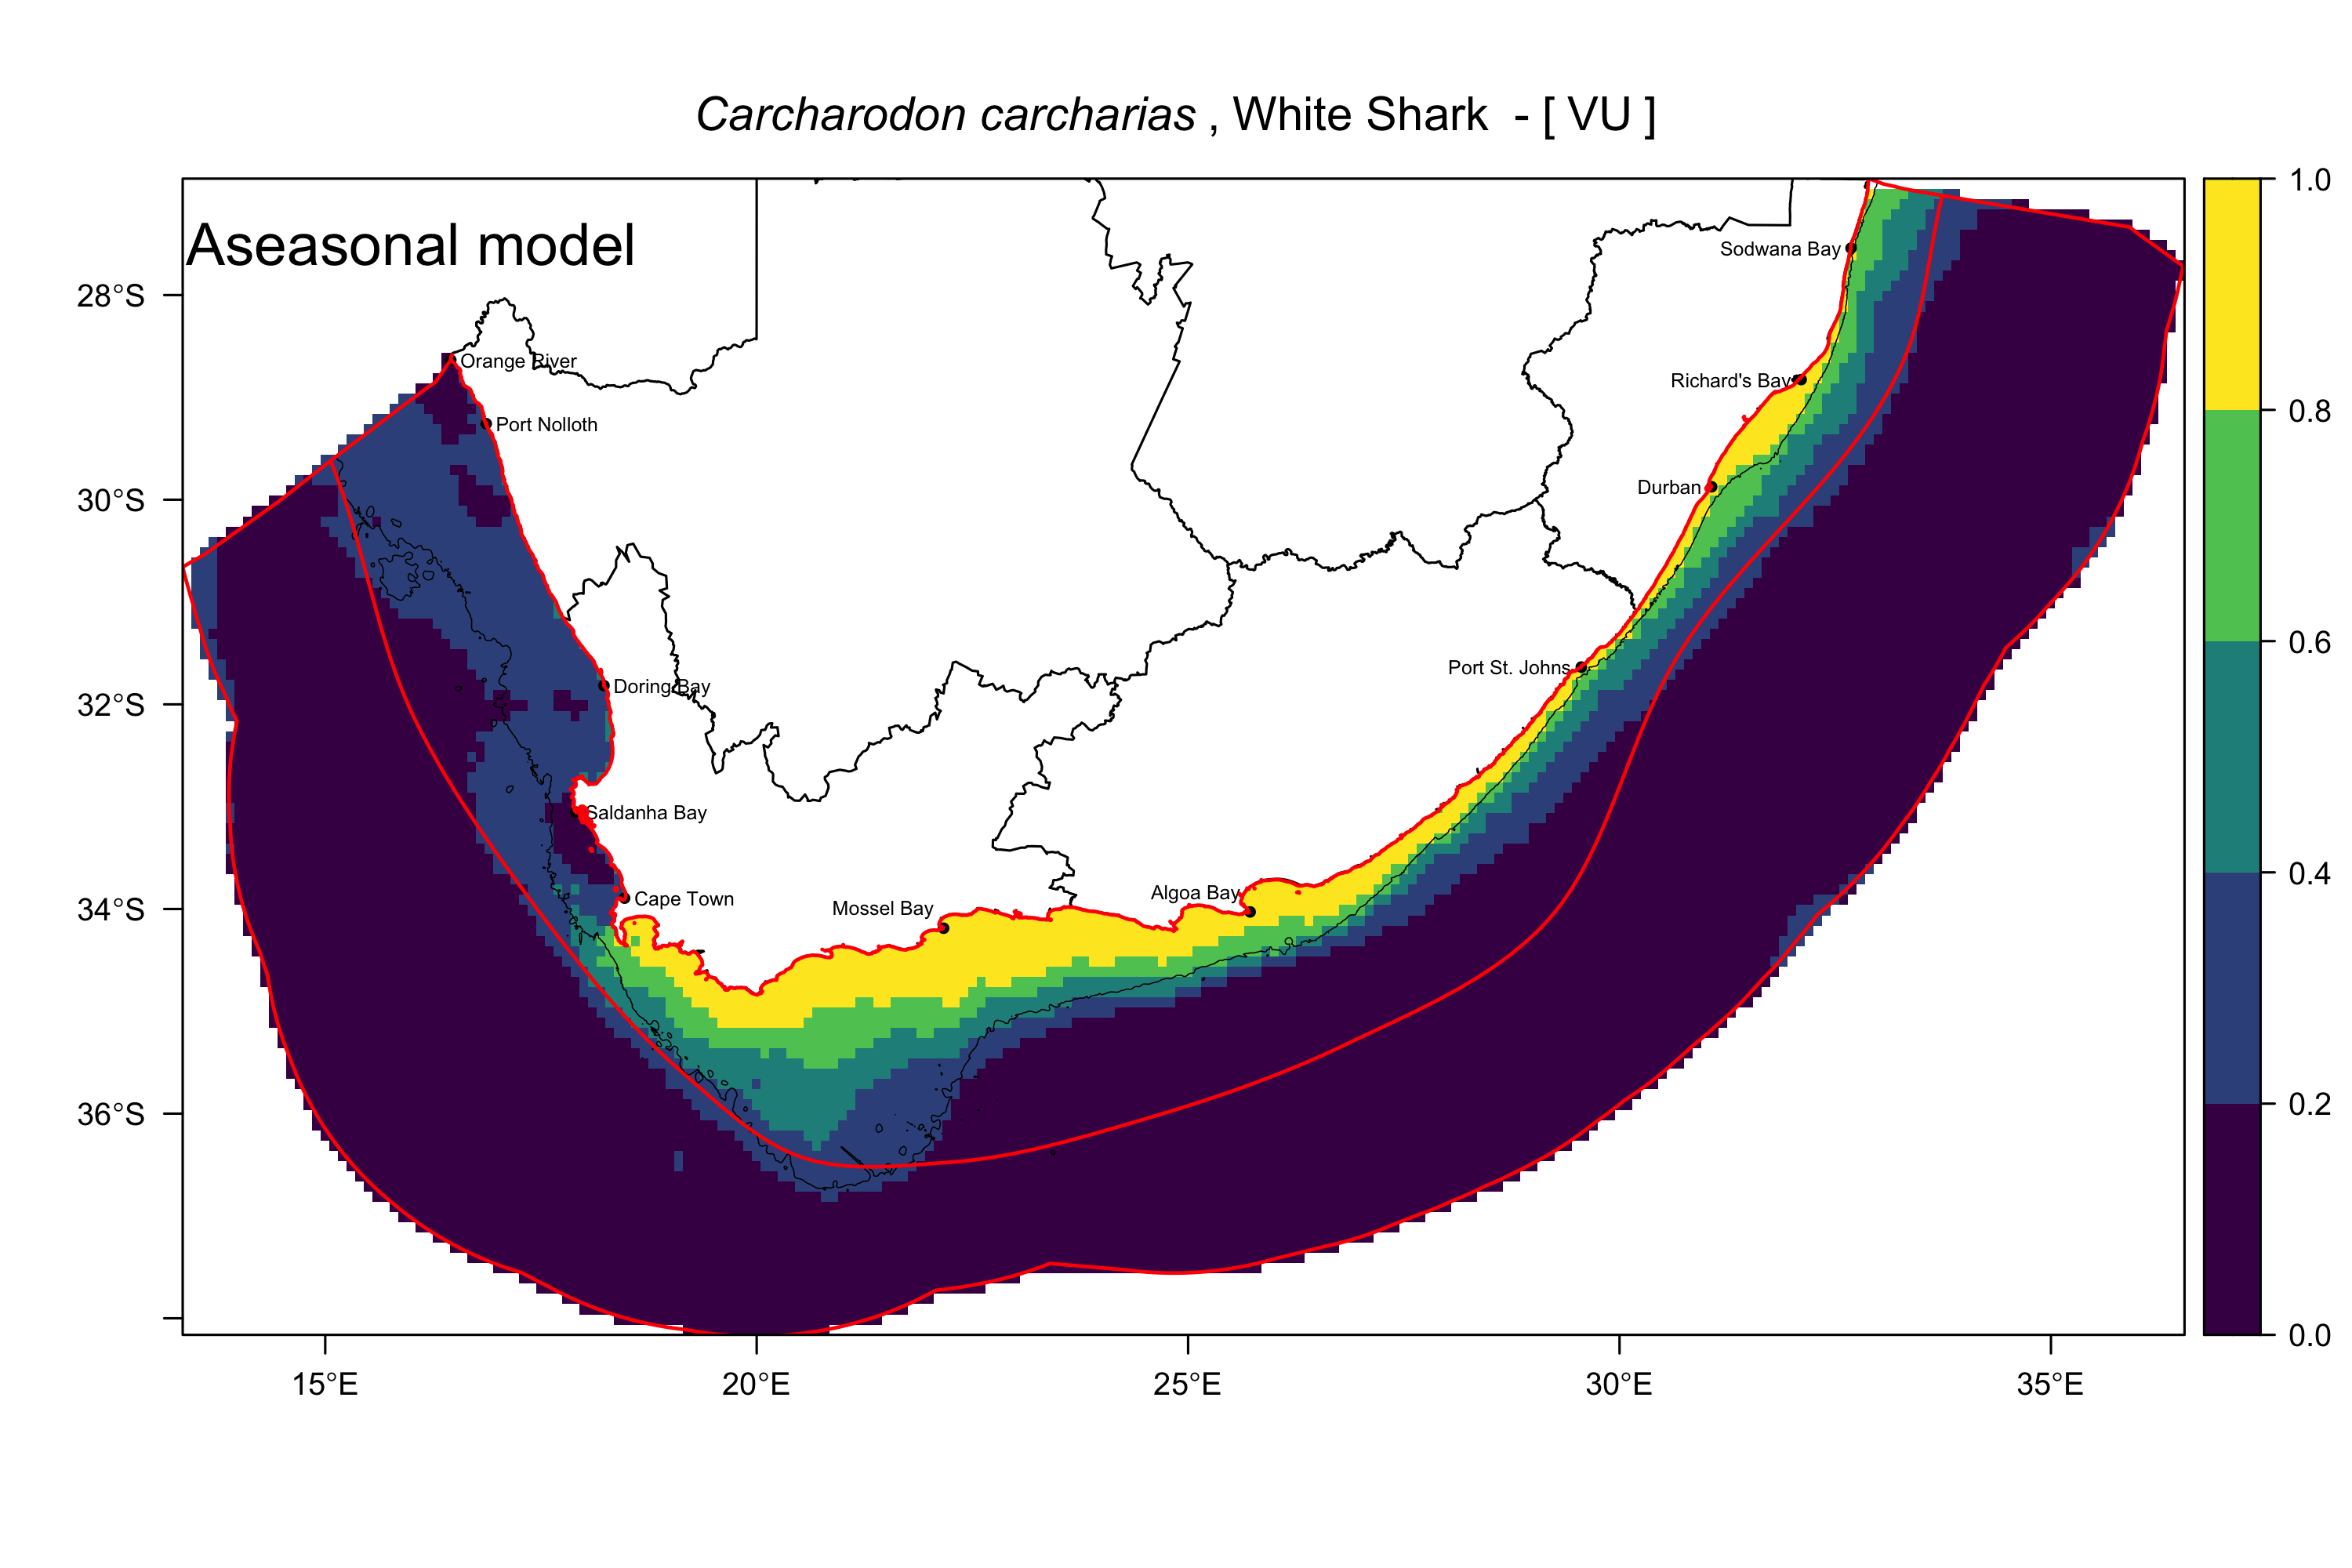 Carcharodon carcharias , White Shark - [ VU ]
Aseasonal model
1.0
Sodwana Bay
28°S
Orange River
Richard's Bay
0.8
Port Nolloth
Durban
30°S
0.6
Port St. Johns
Doring Bay
32°S
Saldanha Bay
0.4
Algoa Bay
Cape Town
Mossel Bay
34°S
0.2
36°S
0.0
15°E
20°E
25°E
30°E
35°E